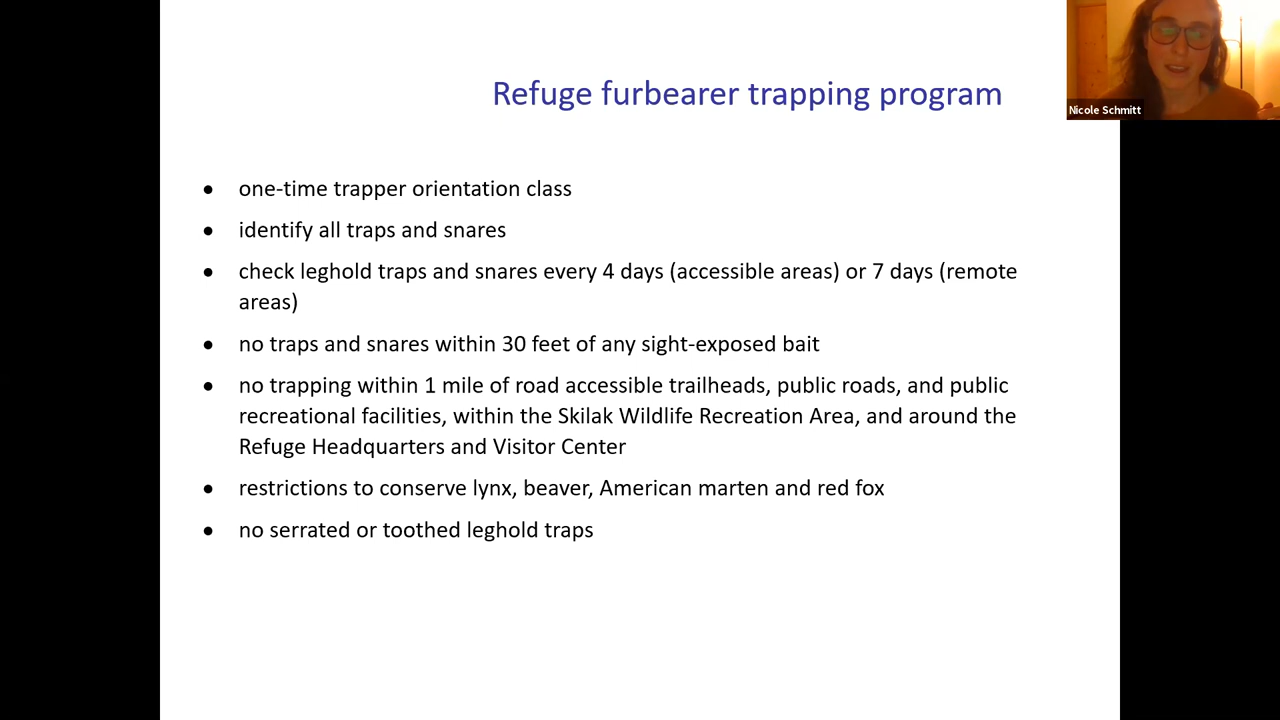 Refuge furbearer trapping program
Nicole Schmitt
● one-time trapper orientation class
● identify all traps and snares
● check leghold traps and snares every 4 days (accessible areas) or 7 days (remote
areas)
● no traps and snares within 30 feet of any sight-exposed bait
● no trapping within 1 mile of road accessible trailheads, public roads, and public
recreational facilities, within the Skilak Wildlife Recreation Area, and around the
Refuge Headquarters and Visitor Center
● restrictions to conserve lynx, beaver, American marten and red fox
● no serrated or toothed leghold traps